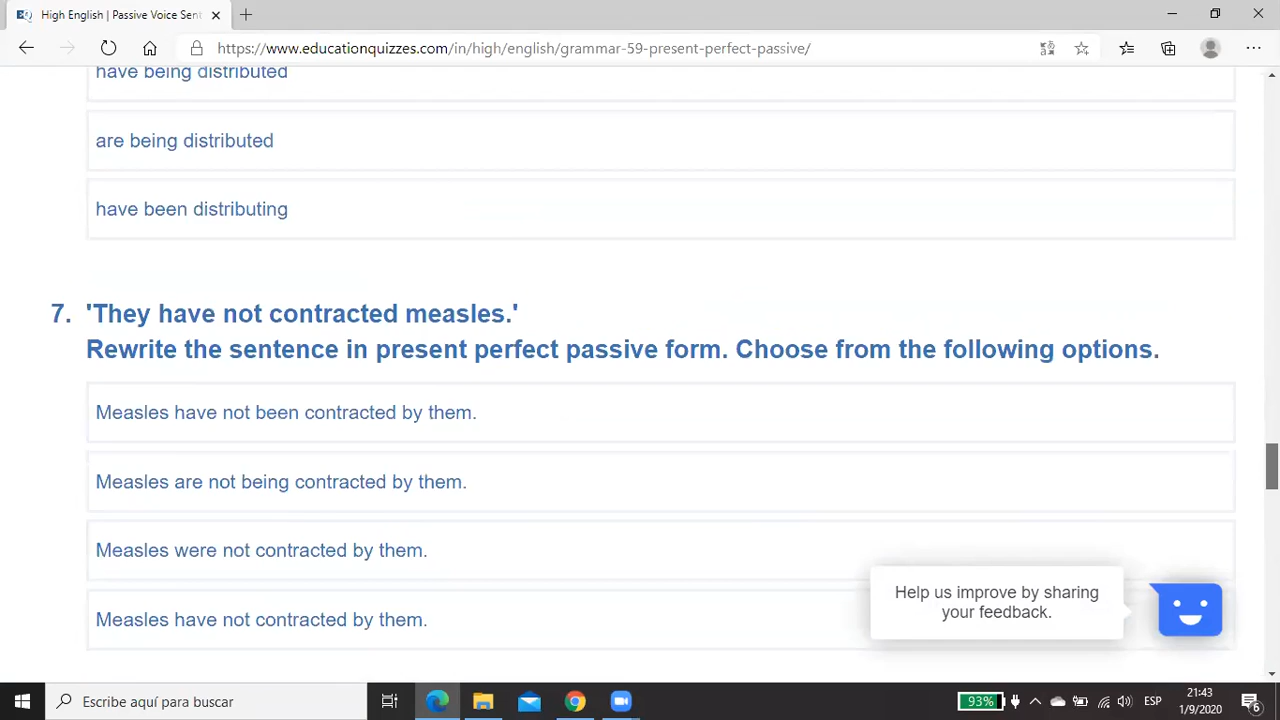 High English | Passive Voice Sent
https://www.educationquizzes.com/in/high/english/grammar-59-present-perfect-passive/
have being distributed
are being distributed
have been distributing
7. 'They have not contracted measles.'
Rewrite the sentence in present perfect passive form. Choose from the following options.
Measles have not been contracted by them.
Measles are not being contracted by them.
Measles were not contracted by them.
Measles have not contracted by them.
Help us improve by sharing
your feedback.
Escribe aquí para buscar
93%
ESP
21:43
1/9/2020
6